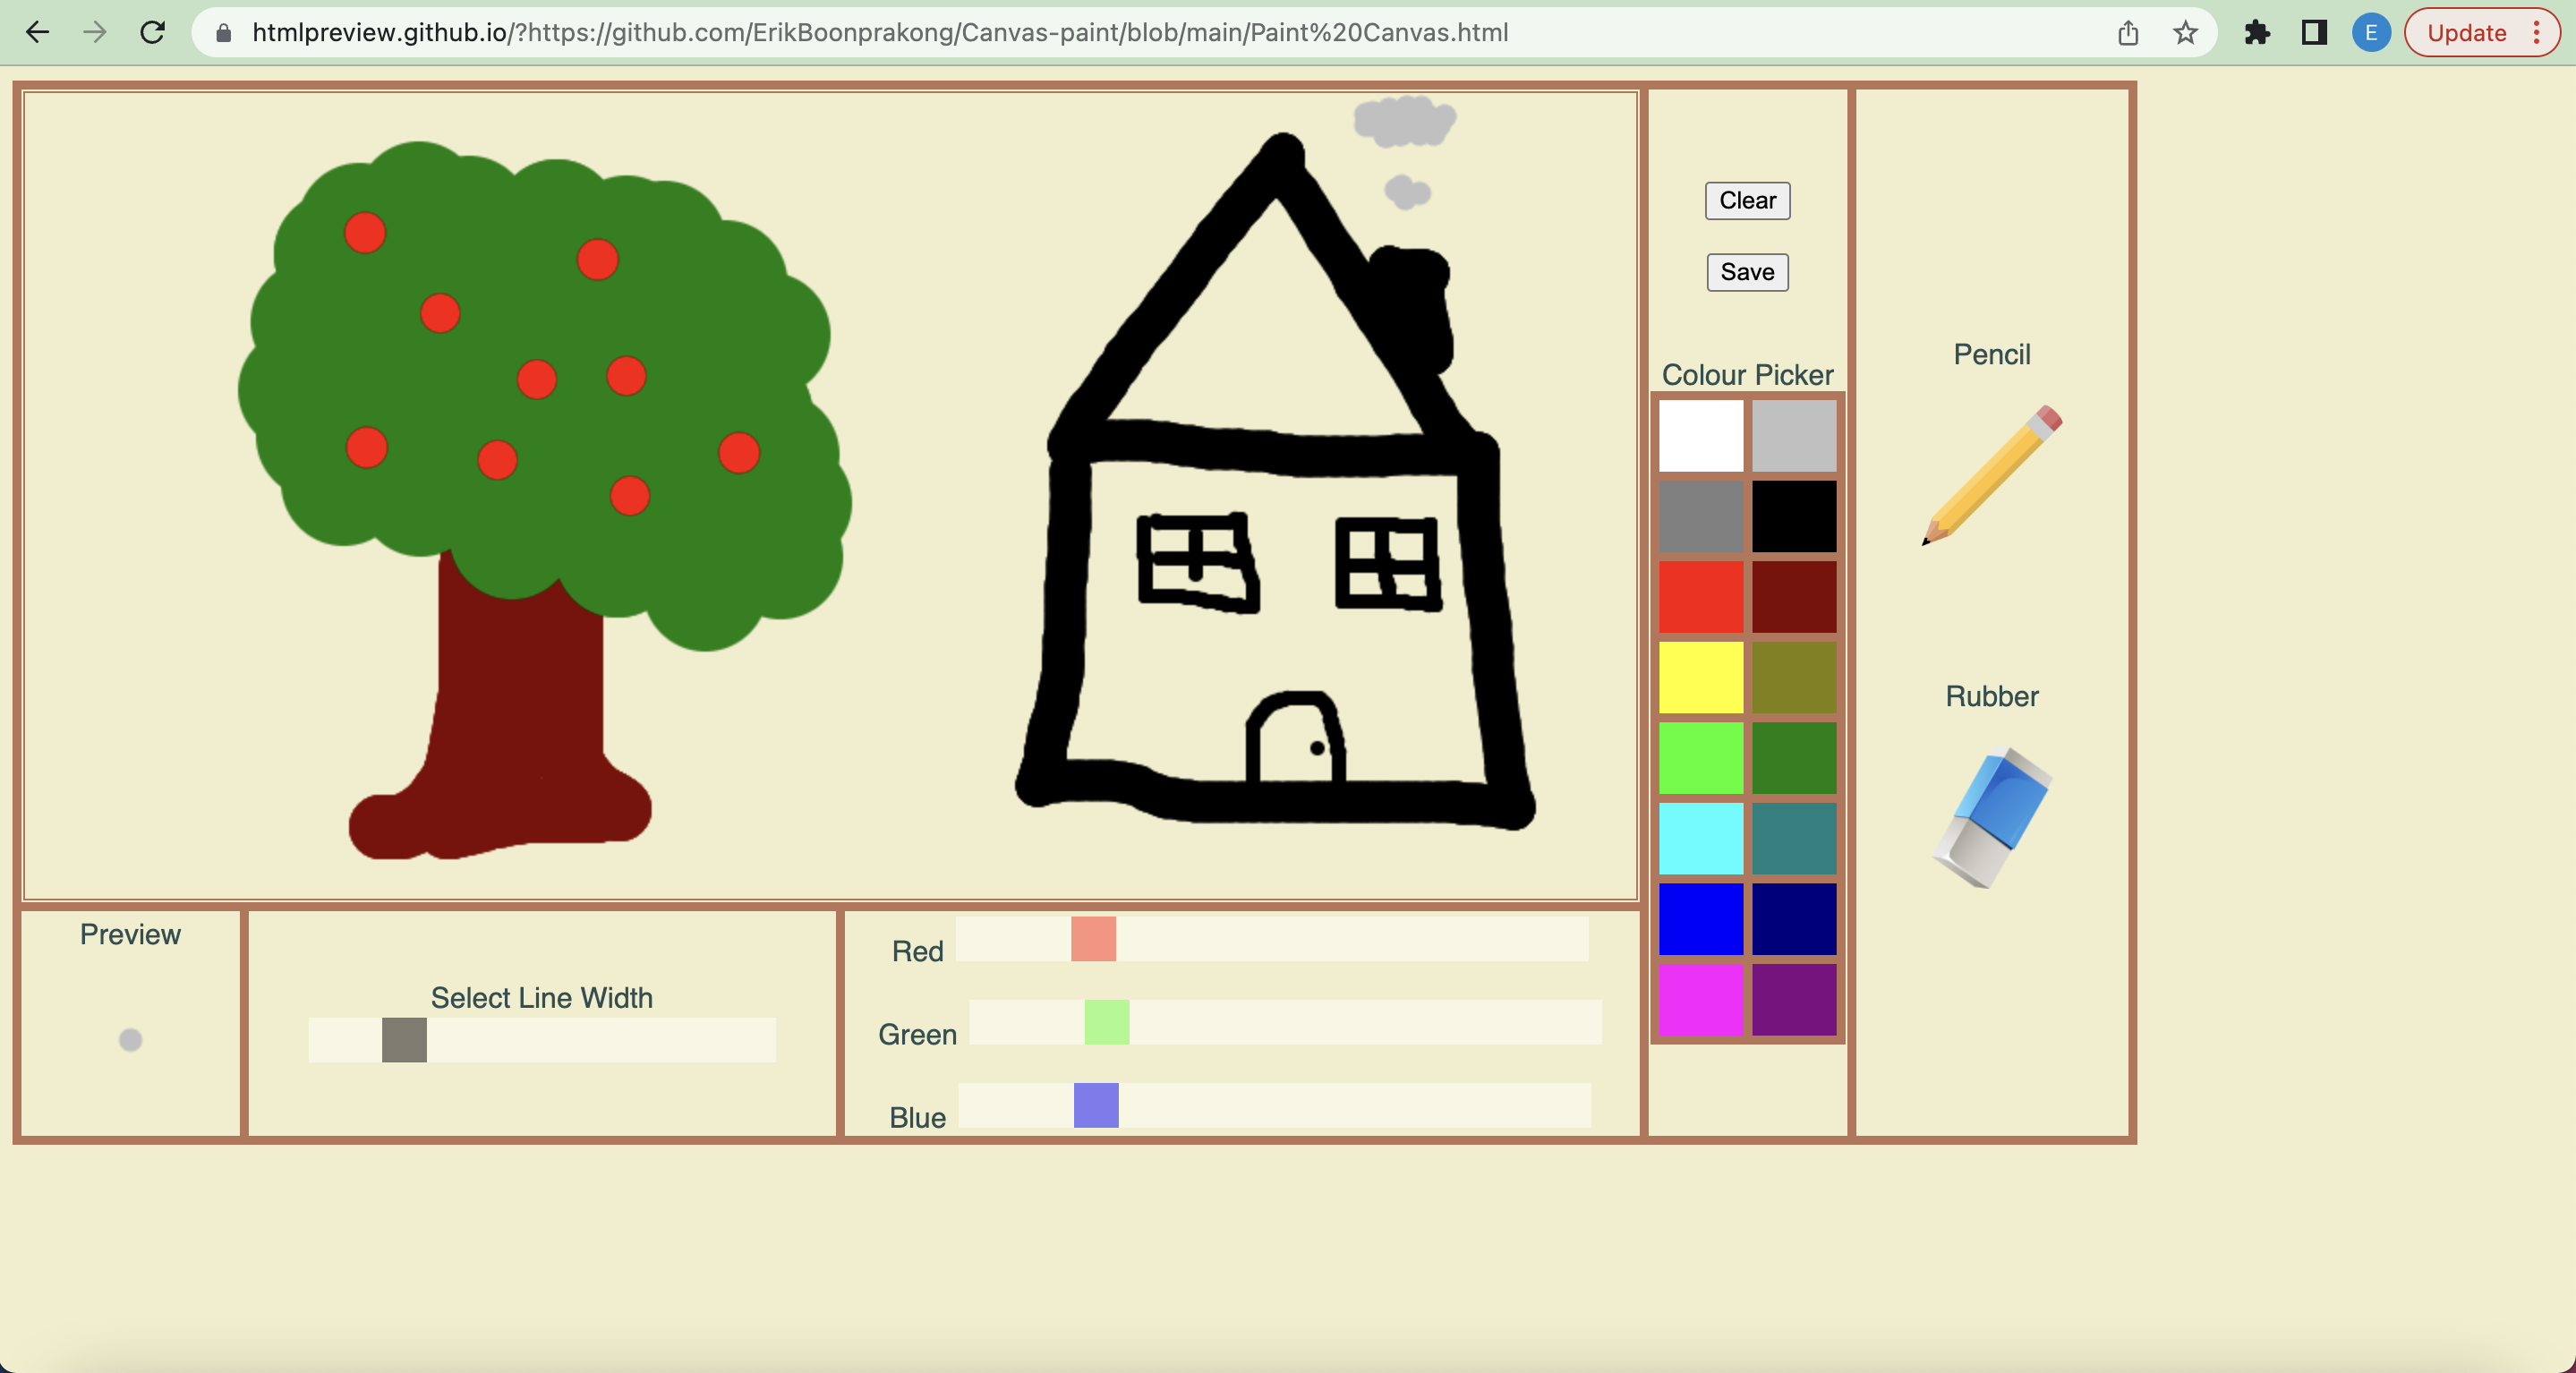 htmlpreview.github.io/?https://github.com/ErikBoonprakong/Canvas-paint/blob/main/Paint%20Canvas.html
E
Update
Clear
Save
Colour Picker
Pencil
Rubber
Preview
Select Line Width
Red
Green
Blue